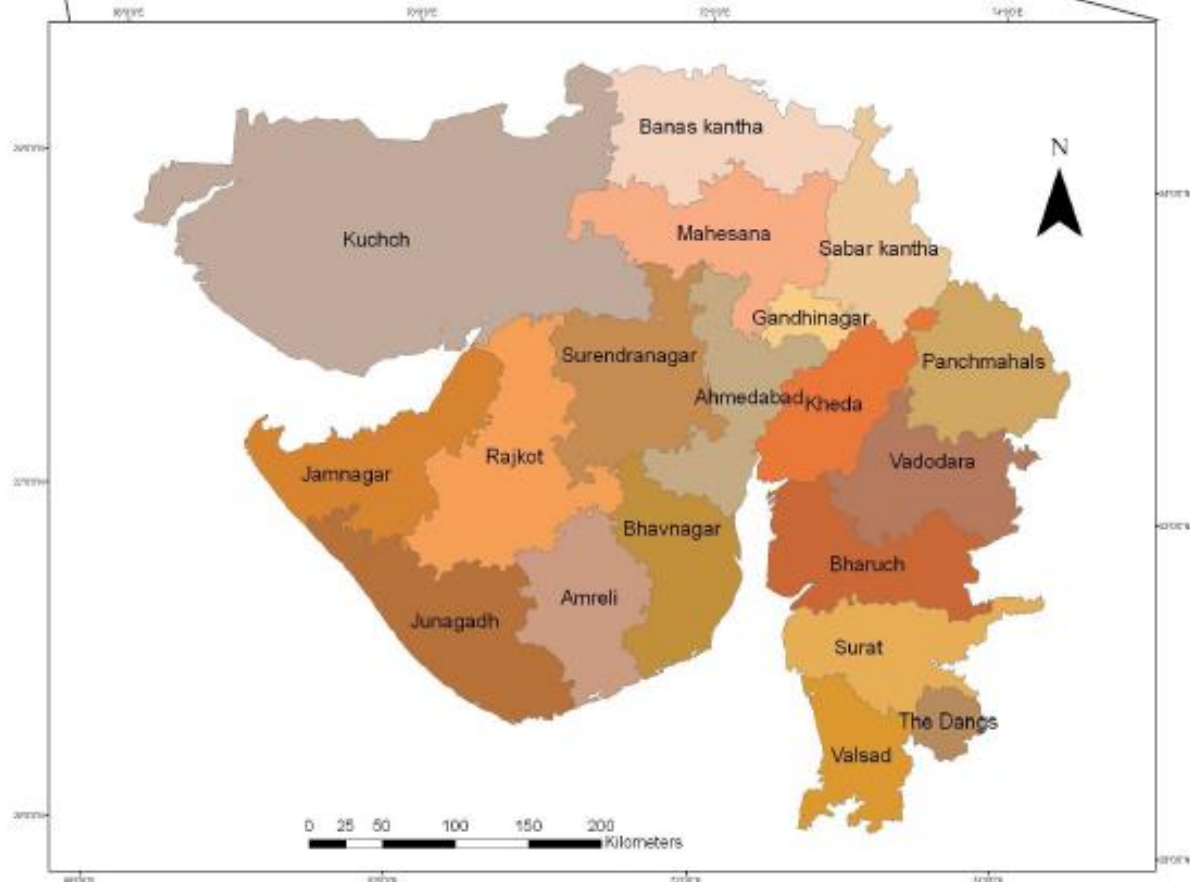 Banas kantha
N
Kuchch
Mahesana
Sabar kantha
Gandhinagar
Surendranagar
Panchmahals
Ahmedabad
Kheda
Rajkot
Vadodara
Jamnagar
Bhavnagar
Bharuch
Amreli
Junagadh
Surat
The Dangs
Valsad
0 25 50 100 150 200
Kilometers